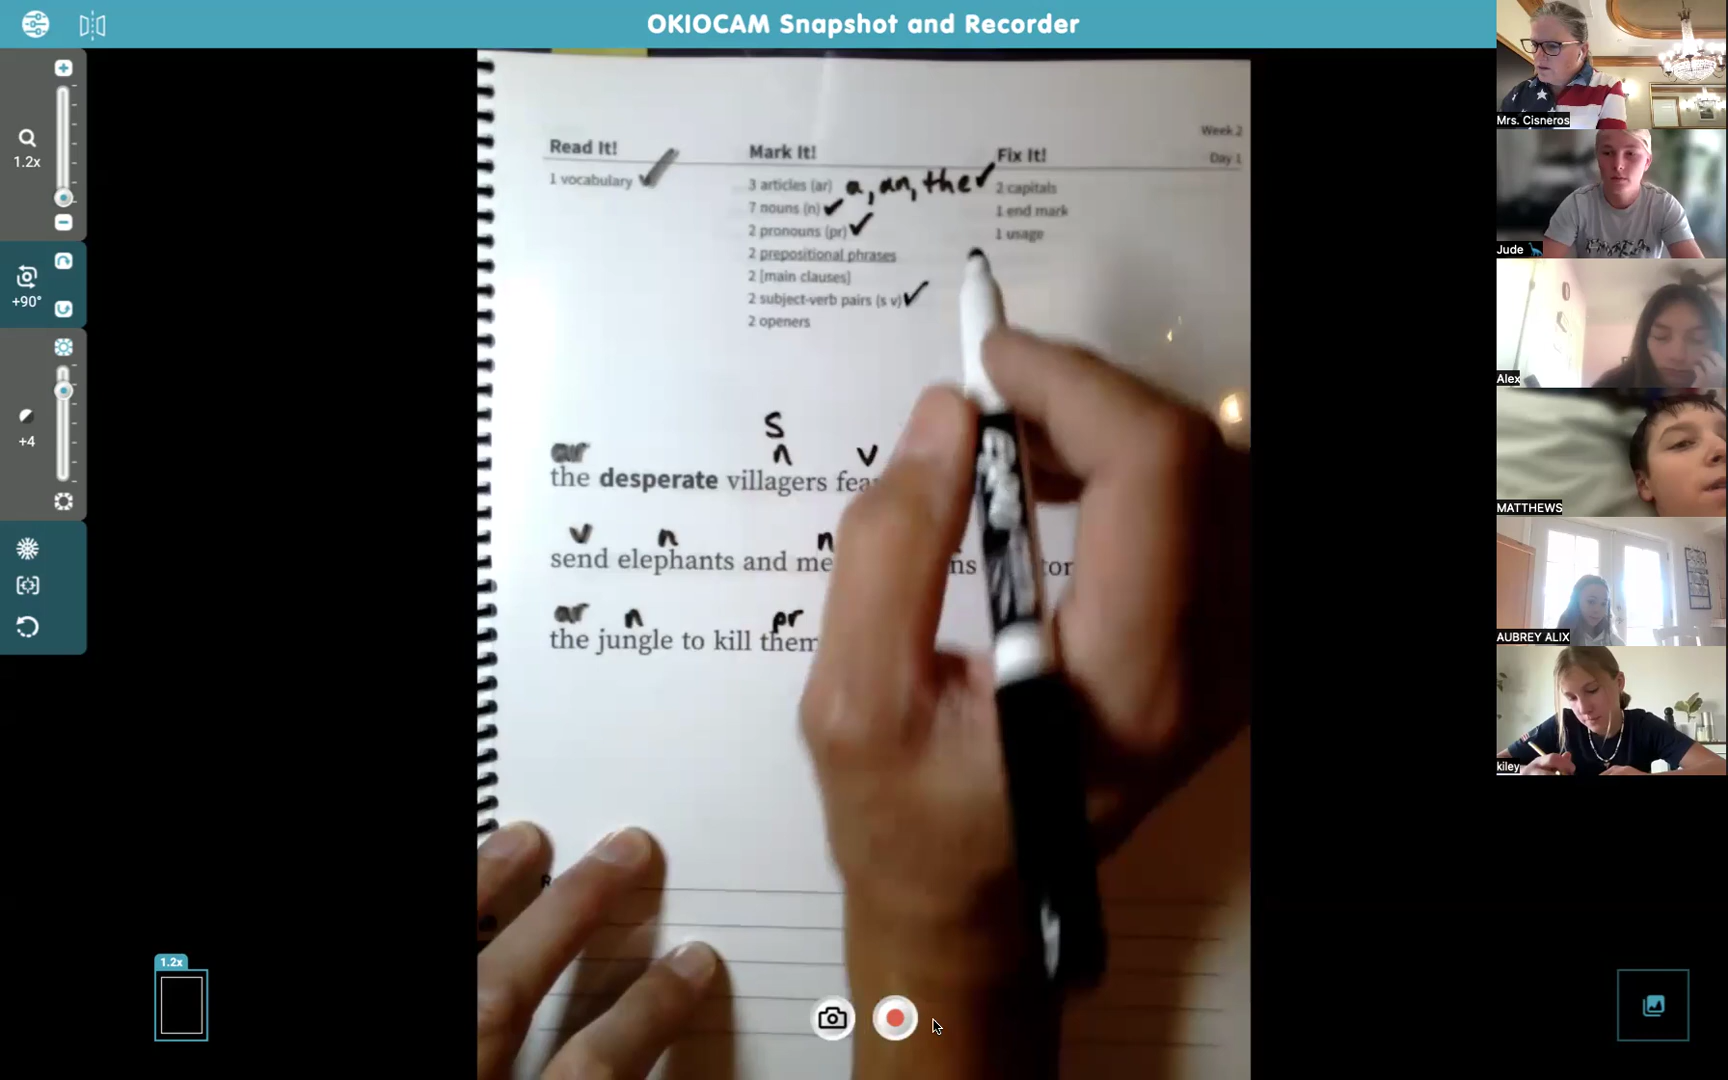 OKIOCAM Snapshot and Recorder
1.2x
+90°
+4
1.2x
Week 2
Day 1
Read It!
1 vocabulary ✓
Mark It!
3 articles (ar) a, an, the ✓
7 nouns (n) ✓
2 pronouns (pr) ✓
2 prepositional phrases
2 [main clauses]
2 subject-verb pairs (s v) ✓
2 openers
Fix It!
2 capitals
1 end mark
1 usage
S
ar n v
the desperate villagers
v n n
send elephants and
ar n pr
the jungle to kill them
Mrs. Cisneros
Jude 🦕
Alex
MATTHEWS
AUBREY ALIX
kiley